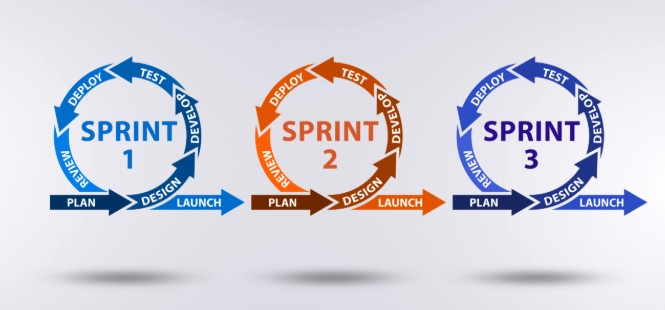 SPRINT
1
PLAN
DESIGN
DEVELOP
TEST
DEPLOY
REVIEW
LAUNCH
SPRINT
2
PLAN
DESIGN
DEVELOP
TEST
DEPLOY
REVIEW
LAUNCH
SPRINT
3
PLAN
DESIGN
DEVELOP
TEST
DEPLOY
REVIEW
LAUNCH